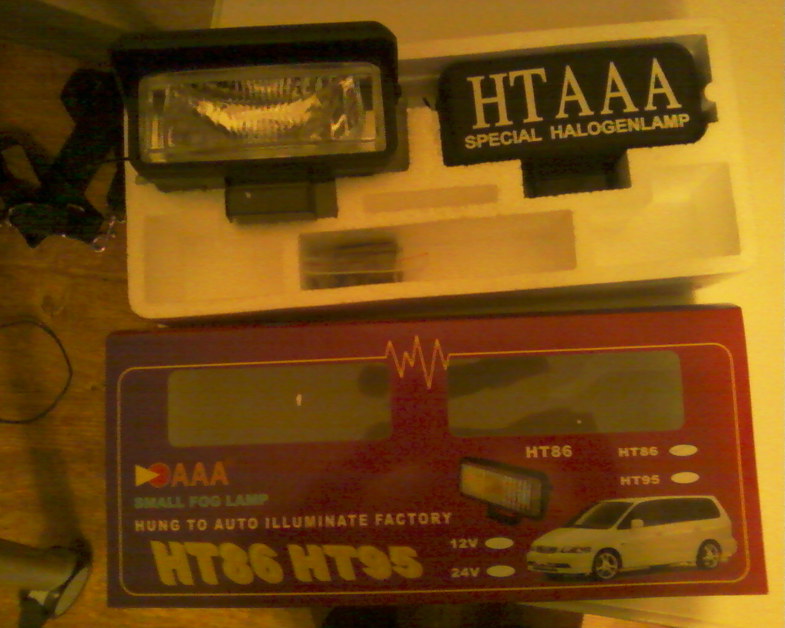 HTAAA
SPECIAL HALOGENLAMP
AAA
SMALL FOG LAMP
HUNG TO AUTO ILLUMINATE FACTORY
HT86 HT95
HT86
HT86
HT95
12V
24V